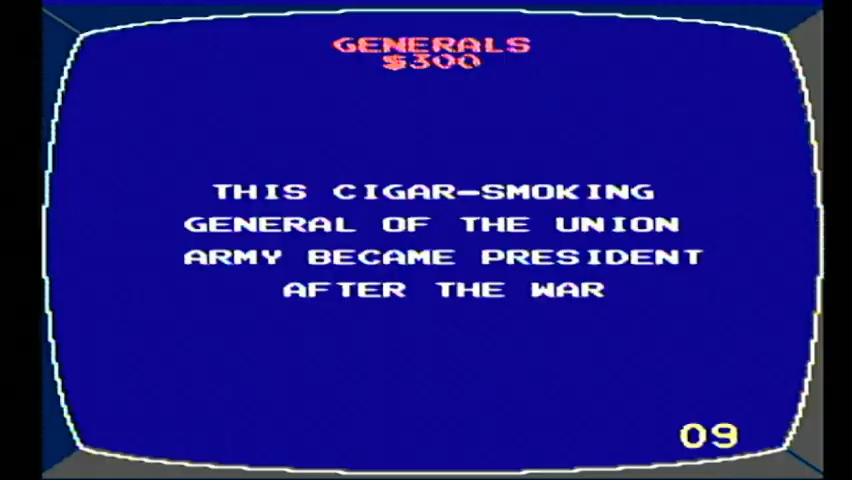 GENERALS
$300
THIS CIGAR-SMOKING
GENERAL OF THE UNION
ARMY BECAME PRESIDENT
AFTER THE WAR
09